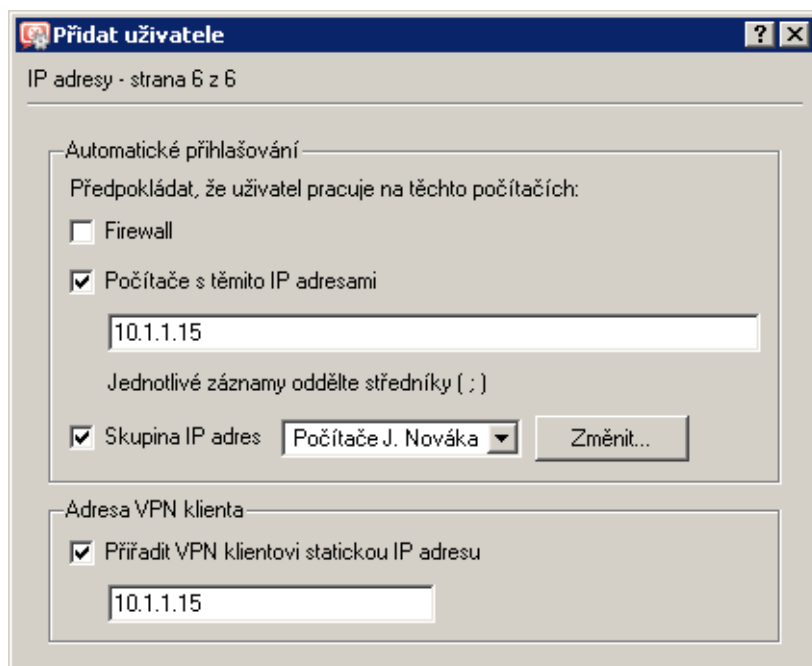 Přidat uživatele
IP adresy - strana 6 z 6
Automatické přihlašování
Předpokládat, že uživatel pracuje na těchto počítačích:
Firewall
Počítače s těmito IP adresami
10.1.1.15
Jednotlivé záznamy oddělte středníky ( ; )
Skupina IP adres Počítače J. Nováka Změnit...
Adresa VPN klienta
Přiřadit VPN klientovi statickou IP adresu
10.1.1.15